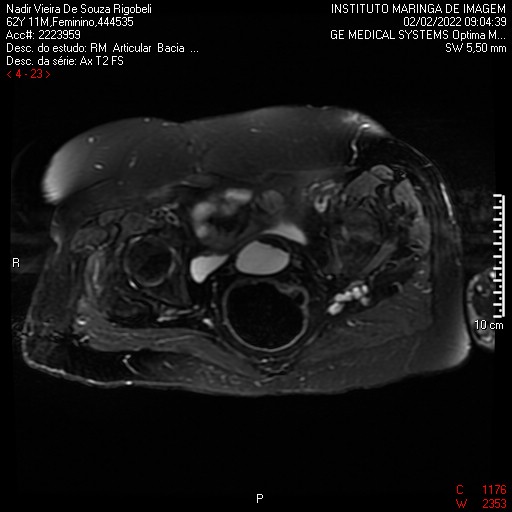 Nadir Vieira De Souza Rigobeli
62Y 11M,Feminino,444535
Acc#: 2223959
Desc. do estudo: RM Articular Bacia ...
Desc. da série: Ax T2 FS
< 4 - 23 >
INSTITUTO MARINGA DE IMAGEM
02/02/2022 09:04:39
GE MEDICAL SYSTEMS Optima M...
SW 5,50 mm
R
10 cm
P
C 1176
W 2353